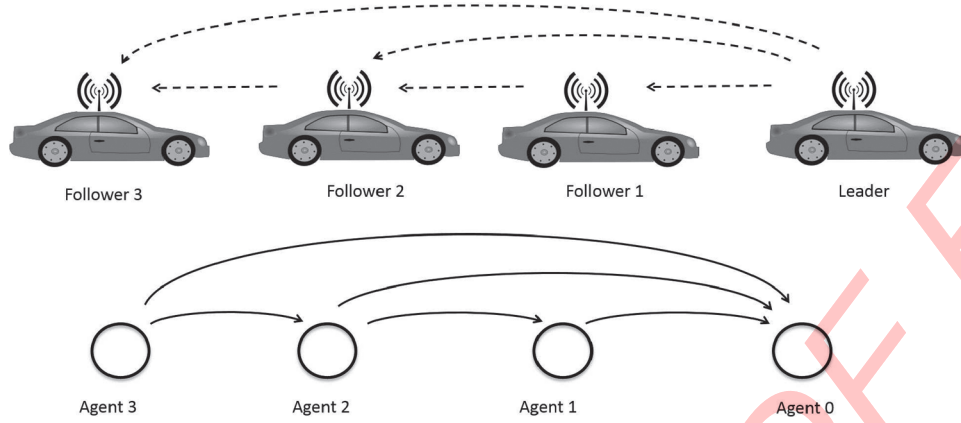 Follower 3
Follower 2
Follower 1
Leader
Agent 3
Agent 2
Agent 1
Agent 0